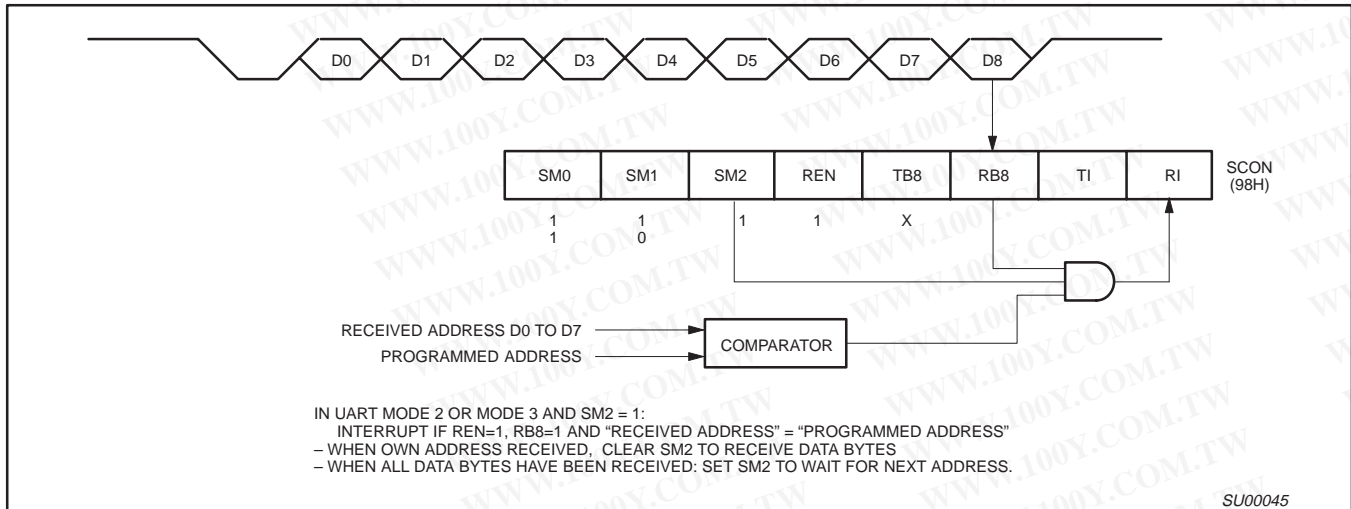 D0 D1 D2 D3 D4 D5 D6 D7 D8
SM0 SM1 SM2 REN TB8 RB8 TI RI SCON
(98H)
1 1 1 1 X
1 0
RECEIVED ADDRESS D0 TO D7
PROGRAMMED ADDRESS
COMPARATOR
IN UART MODE 2 OR MODE 3 AND SM2 = 1:
INTERRUPT IF REN=1, RB8=1 AND “RECEIVED ADDRESS” = “PROGRAMMED ADDRESS”
– WHEN OWN ADDRESS RECEIVED, CLEAR SM2 TO RECEIVE DATA BYTES
– WHEN ALL DATA BYTES HAVE BEEN RECEIVED: SET SM2 TO WAIT FOR NEXT ADDRESS.
SU00045
WWW.100Y.COM.TW